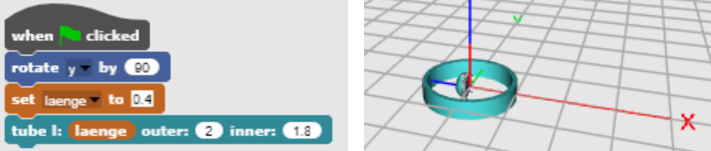 when clicked
rotate y by 90
set laenge to 0.4
tube l: laenge outer: 2 inner: 1.8
Y
X